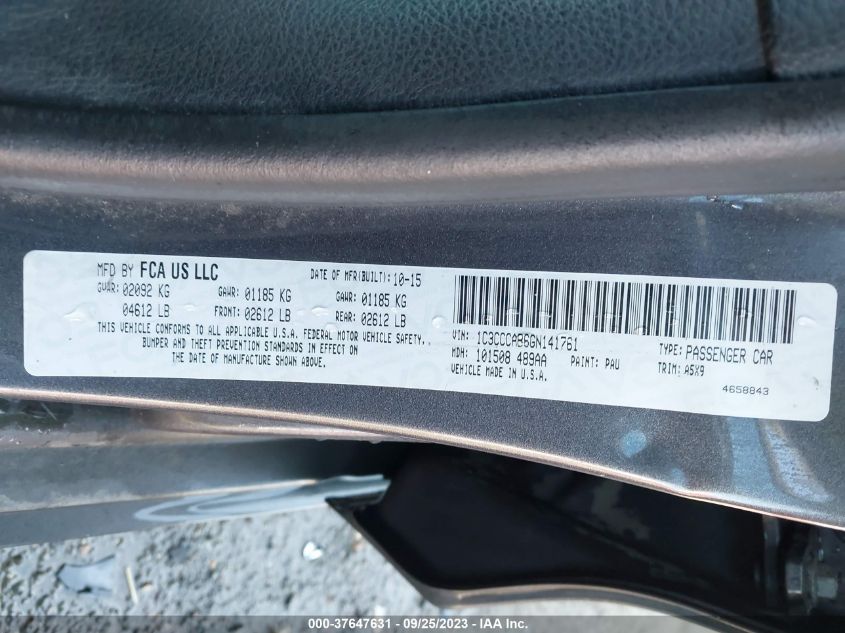 MFD BY FCA US LLC DATE OF MFR(BUILT): 10-15
GVWR: 02092 KG GAWR: 01185 KG GAWR: 01185 KG
04612 LB FRONT: 02612 LB REAR: 02612 LB
THIS VEHICLE CONFORMS TO ALL APPLICABLE U.S.A. FEDERAL MOTOR VEHICLE SAFETY,
BUMPER AND THEFT PREVENTION STANDARDS IN EFFECT ON
THE DATE OF MANUFACTURE SHOWN ABOVE.
VIN: 1C3CCCAB6GN141761 TYPE: PASSENGER CAR
MDH: 101508 489AA PAINT: PAU TRIM: A5X9
VEHICLE MADE IN U.S.A.
4658843
000-37647631 - 09/25/2023 - IAA Inc.